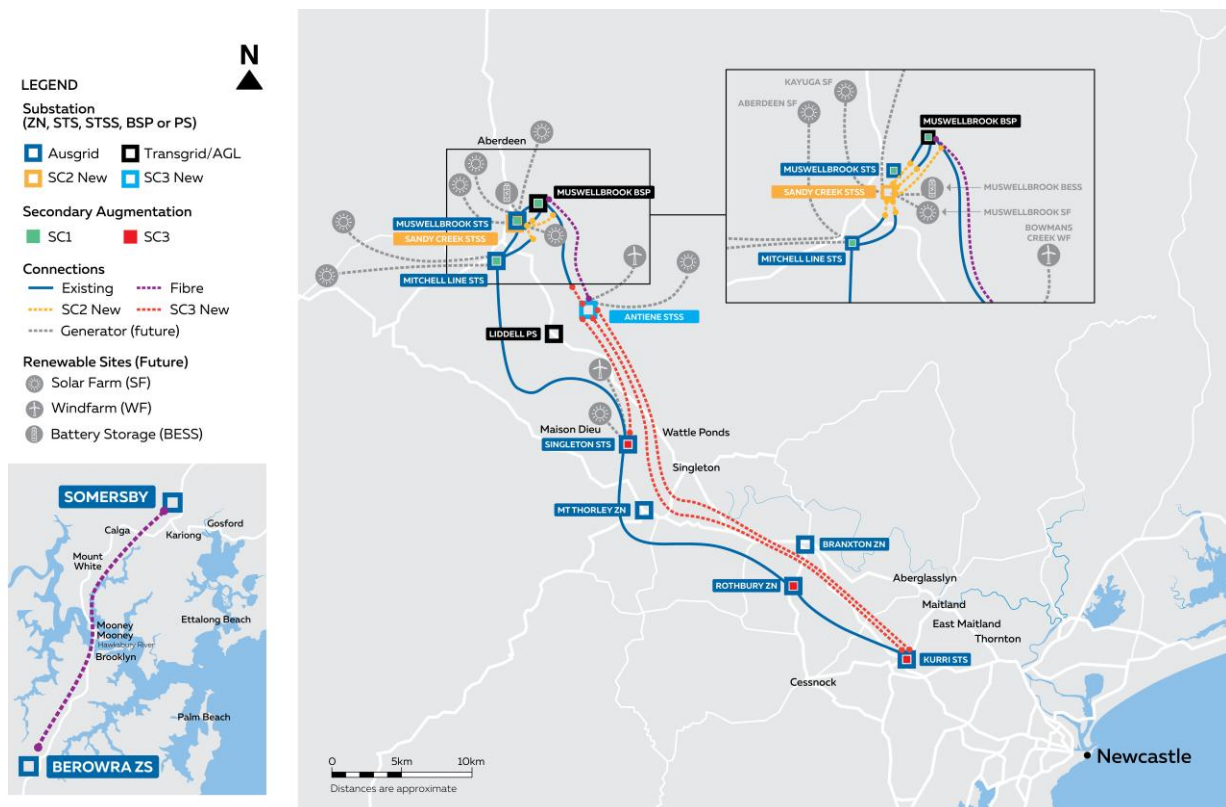 N
LEGEND
Substation
(ZN, STS, STSS, BSP or PS)
Ausgrid
Transgrid/AGL
SC2 New
SC3 New
Secondary Augmentation
SC1
SC3
Connections
Existing
Fibre
SC2 New
SC3 New
Generator (future)
Renewable Sites (Future)
Solar Farm (SF)
Windfarm (WF)
Battery Storage (BESS)
SOMERSBY
Calga
Gosford
Kariong
Mount
White
Mooney
Mooney
Hawksbury River
Brooklyn
Ettalong Beach
Palm Beach
BEROWRA ZS
Aberdeen
BESS
MUSWELLBROOK BSP
MUSWELLBROOK STS
SANDY CREEK STSS
MITCHELL LINE STS
ANTIENE STSS
LIDDELL PS
Maison Dieu
Wattle Ponds
SINGLETON STS
Singleton
MT THORLEY ZN
BRANXTON ZN
ROTHBURY ZN
Aberglasslyn
Maitland
East Maitland
Thornton
KURRI STS
Cessnock
Newcastle
0 5km 10km
Distances are approximate
KAYUGA SF
ABERDEEN SF
MUSWELLBROOK BSP
MUSWELLBROOK STS
SANDY CREEK STSS
BESS
MUSWELLBROOK BESS
MUSWELLBROOK SF
BOWMANS
CREEK WF
MITCHELL LINE STS